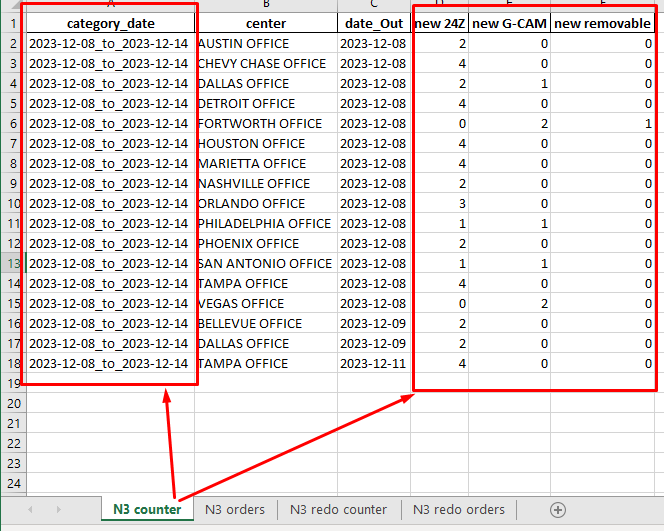 A B C D E F
1 category_date center date_Out new 24Z new G-CAM new removable
2 2023-12-08_to_2023-12-14 AUSTIN OFFICE 2023-12-08 2 0 0
3 2023-12-08_to_2023-12-14 CHEVY CHASE OFFICE 2023-12-08 4 0 0
4 2023-12-08_to_2023-12-14 DALLAS OFFICE 2023-12-08 2 1 0
5 2023-12-08_to_2023-12-14 DETROIT OFFICE 2023-12-08 4 0 0
6 2023-12-08_to_2023-12-14 FORTWORTH OFFICE 2023-12-08 0 2 1
7 2023-12-08_to_2023-12-14 HOUSTON OFFICE 2023-12-08 4 0 0
8 2023-12-08_to_2023-12-14 MARIETTA OFFICE 2023-12-08 4 0 0
9 2023-12-08_to_2023-12-14 NASHVILLE OFFICE 2023-12-08 2 0 0
10 2023-12-08_to_2023-12-14 ORLANDO OFFICE 2023-12-08 3 0 0
11 2023-12-08_to_2023-12-14 PHILADELPHIA OFFICE 2023-12-08 1 1 0
12 2023-12-08_to_2023-12-14 PHOENIX OFFICE 2023-12-08 2 0 0
13 2023-12-08_to_2023-12-14 SAN ANTONIO OFFICE 2023-12-08 1 1 0
14 2023-12-08_to_2023-12-14 TAMPA OFFICE 2023-12-08 4 0 0
15 2023-12-08_to_2023-12-14 VEGAS OFFICE 2023-12-08 0 2 0
16 2023-12-08_to_2023-12-14 BELLEVUE OFFICE 2023-12-09 2 0 0
17 2023-12-08_to_2023-12-14 DALLAS OFFICE 2023-12-09 2 0 0
18 2023-12-08_to_2023-12-14 TAMPA OFFICE 2023-12-11 4 0 0
19
20
21
22
23
24
N3 counter N3 orders N3 redo counter N3 redo orders